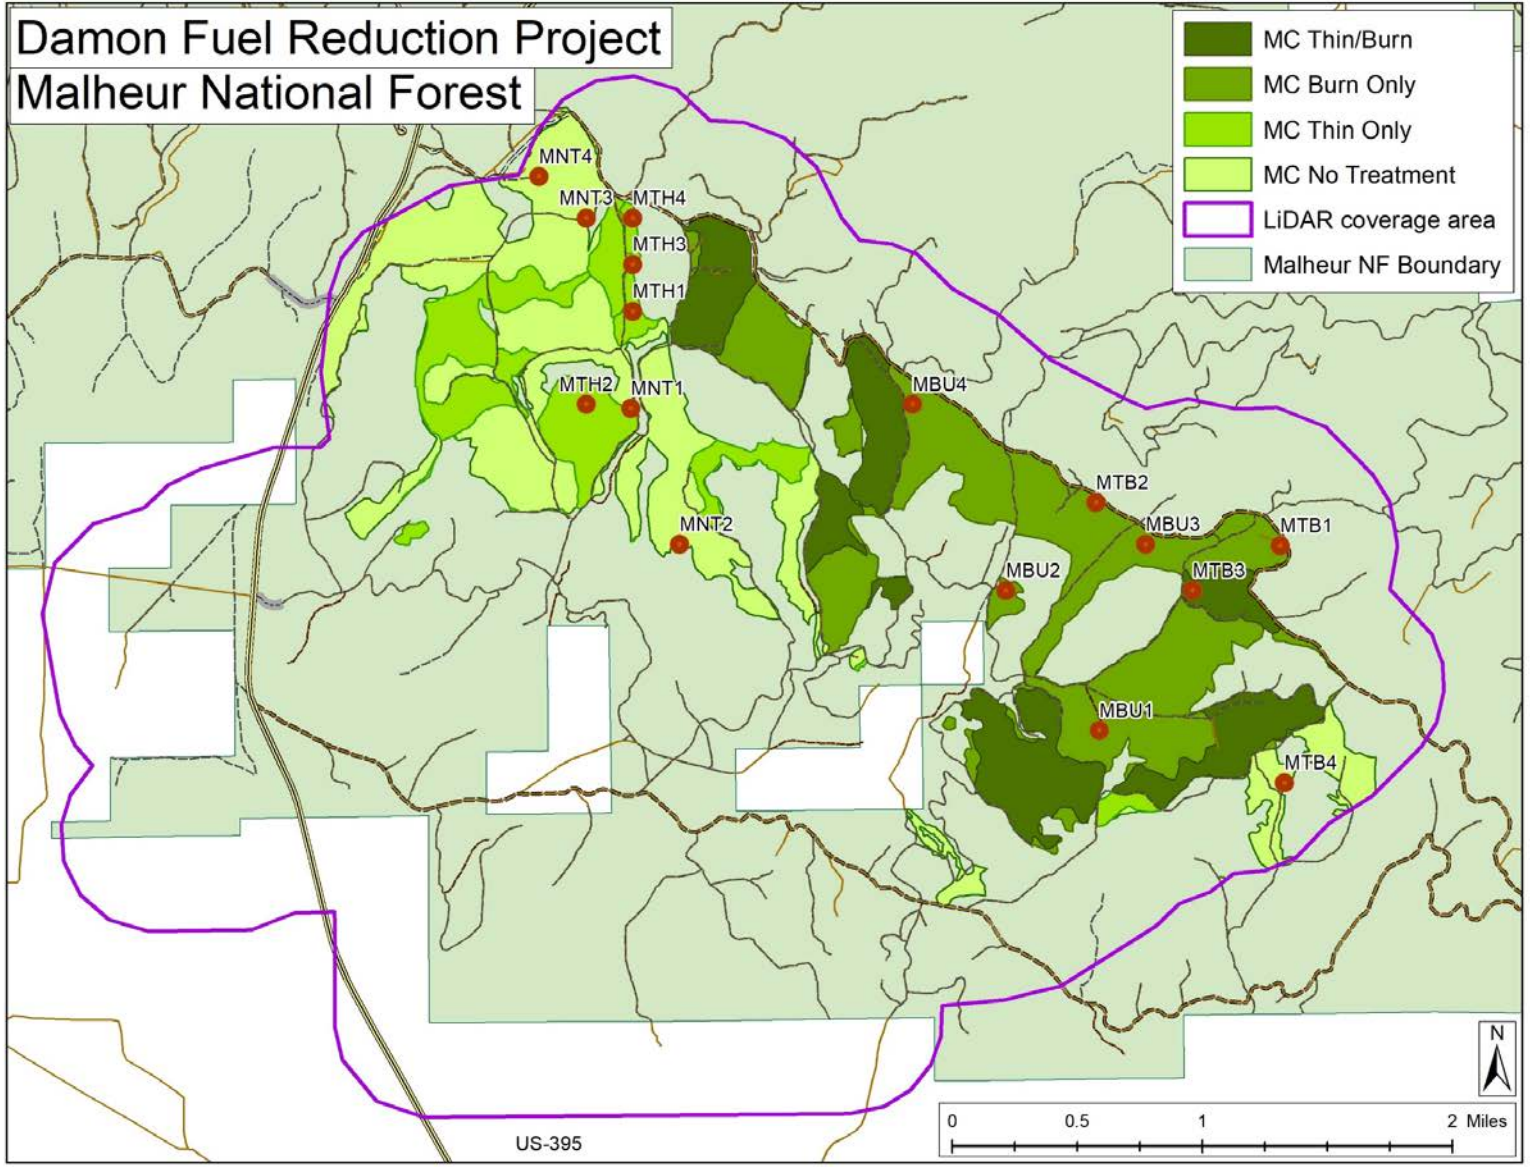 Damon Fuel Reduction Project
Malheur National Forest
MC Thin/Burn
MC Burn Only
MC Thin Only
MC No Treatment
LiDAR coverage area
Malheur NF Boundary
MNT4
MNT3
MTH4
MTH3
MTH1
MTH2
MNT1
MBU4
MTB2
MNT2
MBU3
MTB1
MBU2
MTB3
MBU1
MTB4
N
0 0.5 1 2 Miles
US-395